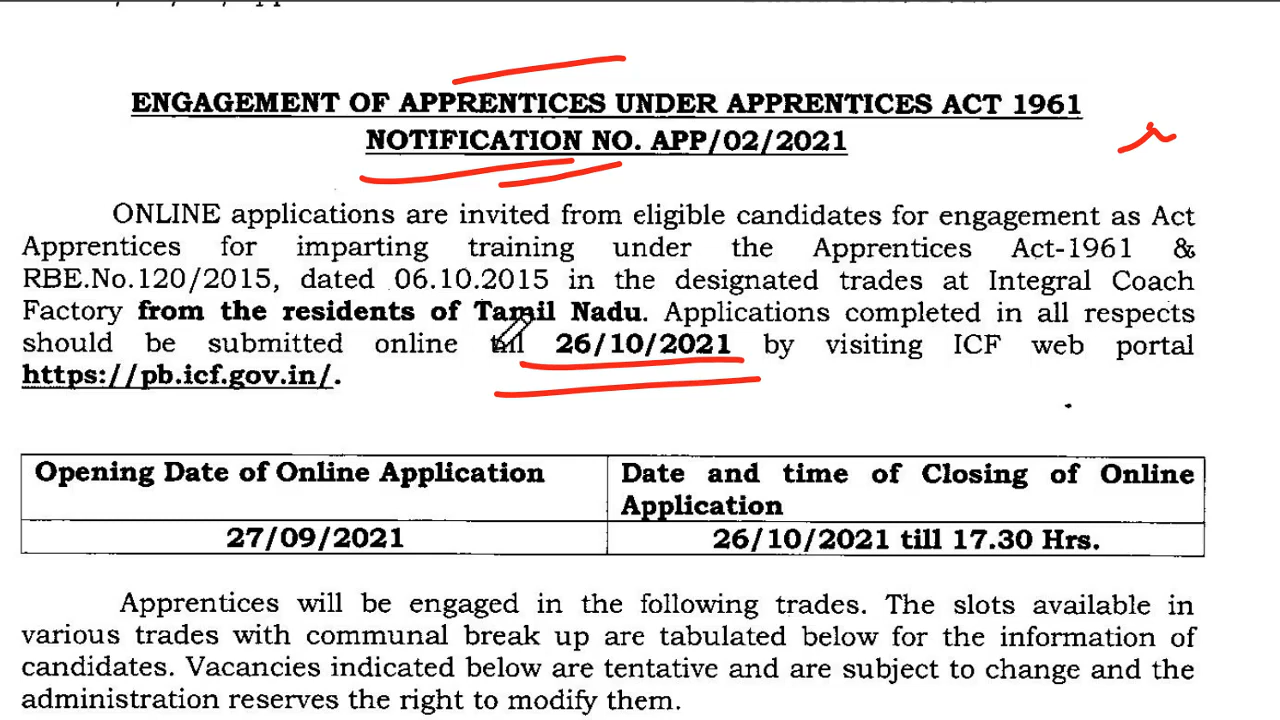 ENGAGEMENT OF APPRENTICES UNDER APPRENTICES ACT 1961
NOTIFICATION NO. APP/02/2021
ONLINE applications are invited from eligible candidates for engagement as Act
Apprentices for imparting training under the Apprentices Act-1961 &
RBE.No.120/2015, dated 06.10.2015 in the designated trades at Integral Coach
Factory from the residents of Tamil Nadu. Applications completed in all respects
should be submitted online till 26/10/2021 by visiting ICF web portal
https://pb.icf.gov.in/.
Opening Date of Online Application
Date and time of Closing of Online
Application
27/09/2021
26/10/2021 till 17.30 Hrs.
Apprentices will be engaged in the following trades. The slots available in
various trades with communal break up are tabulated below for the information of
candidates. Vacancies indicated below are tentative and are subject to change and the
administration reserves the right to modify them.